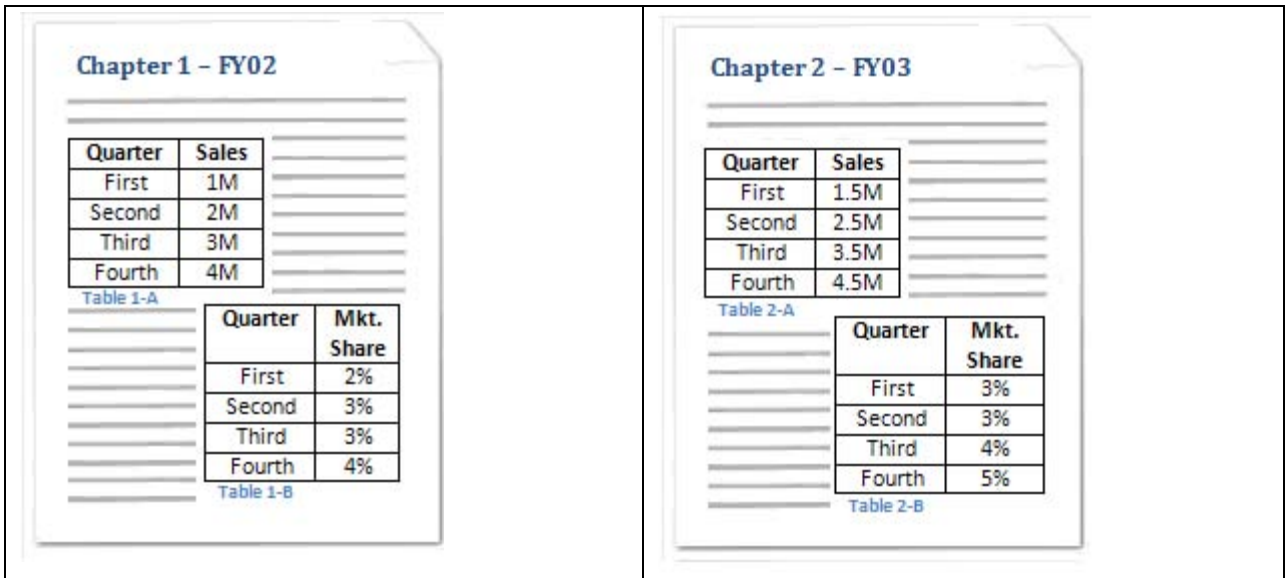 Chapter 1 – FY02
Quarter Sales
First 1M
Second 2M
Third 3M
Fourth 4M
Table 1-A
Quarter Mkt.
Share
First 2%
Second 3%
Third 3%
Fourth 4%
Table 1-B
Chapter 2 – FY03
Quarter Sales
First 1.5M
Second 2.5M
Third 3.5M
Fourth 4.5M
Table 2-A
Quarter Mkt.
Share
First 3%
Second 3%
Third 4%
Fourth 5%
Table 2-B